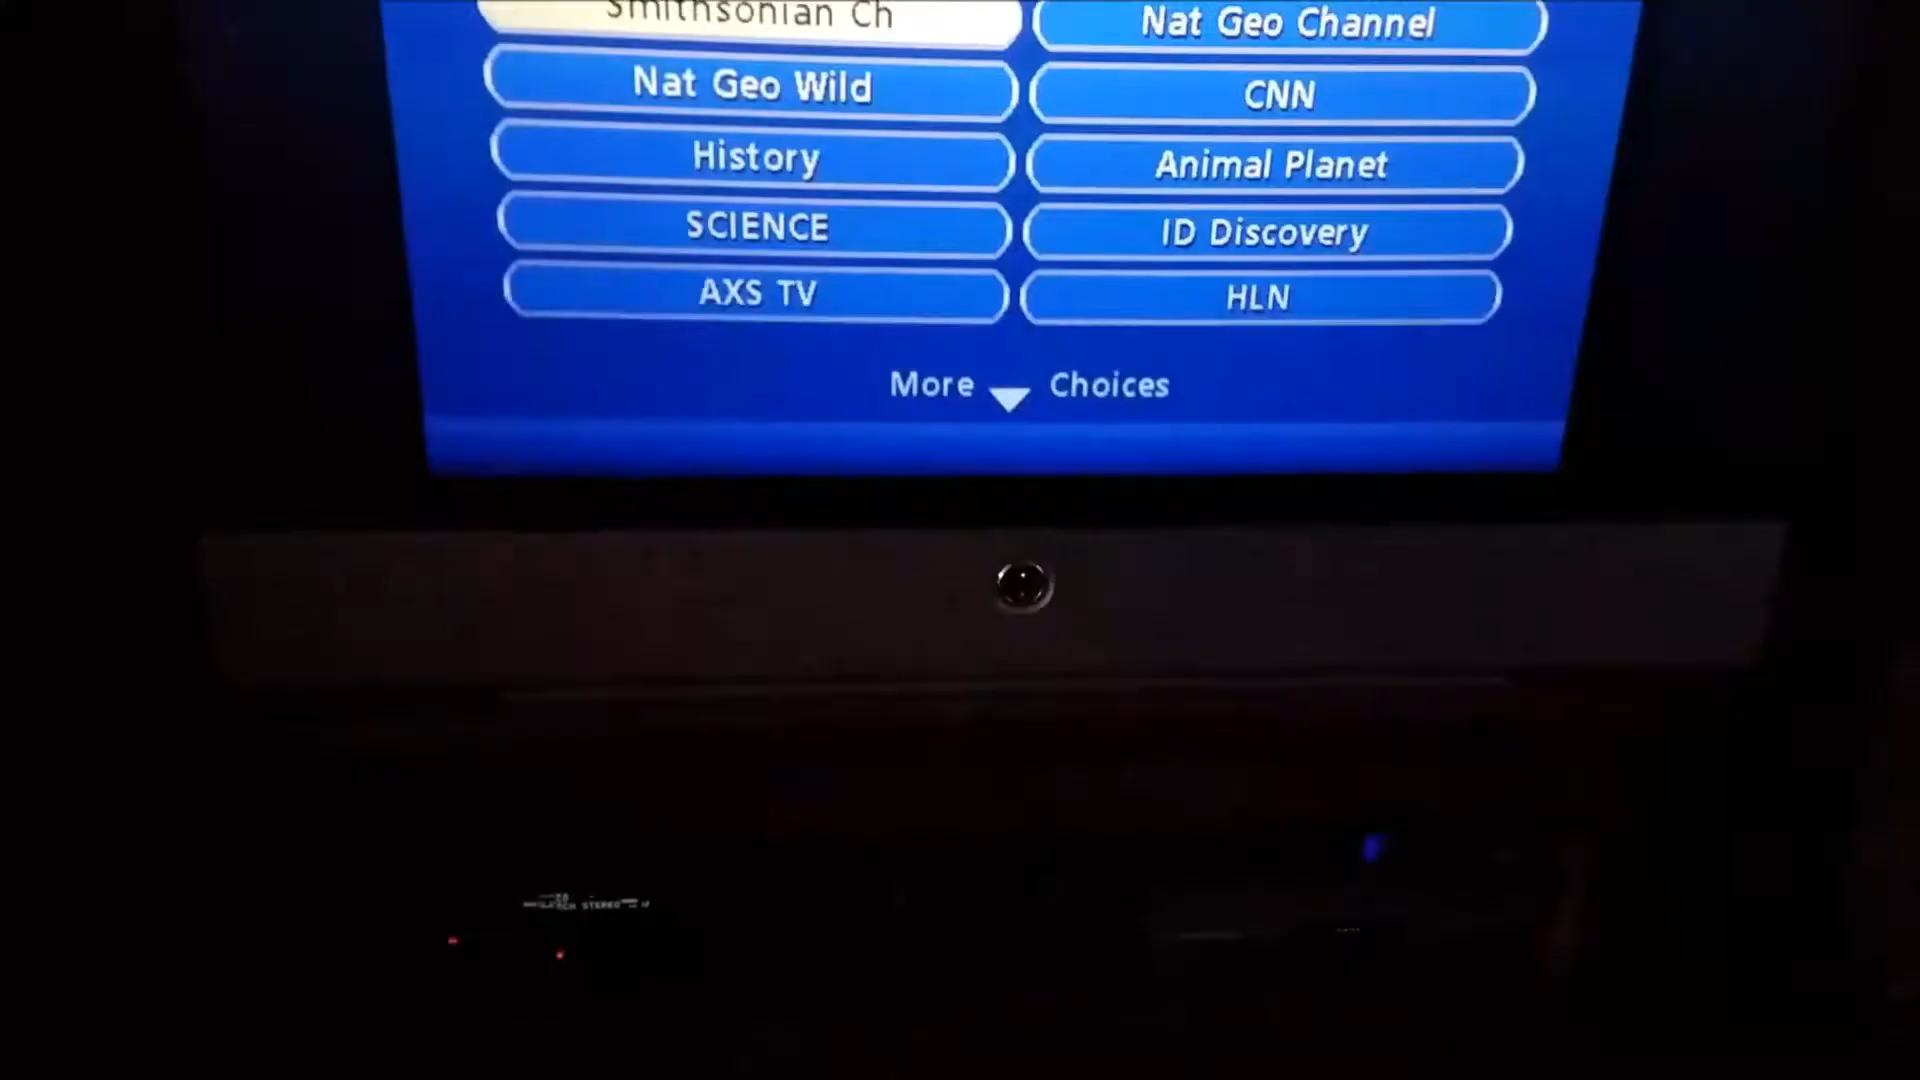 Smithsonian Ch
Nat Geo Channel
Nat Geo Wild
CNN
History
Animal Planet
SCIENCE
ID Discovery
AXS TV
HLN
More Choices
STEREO